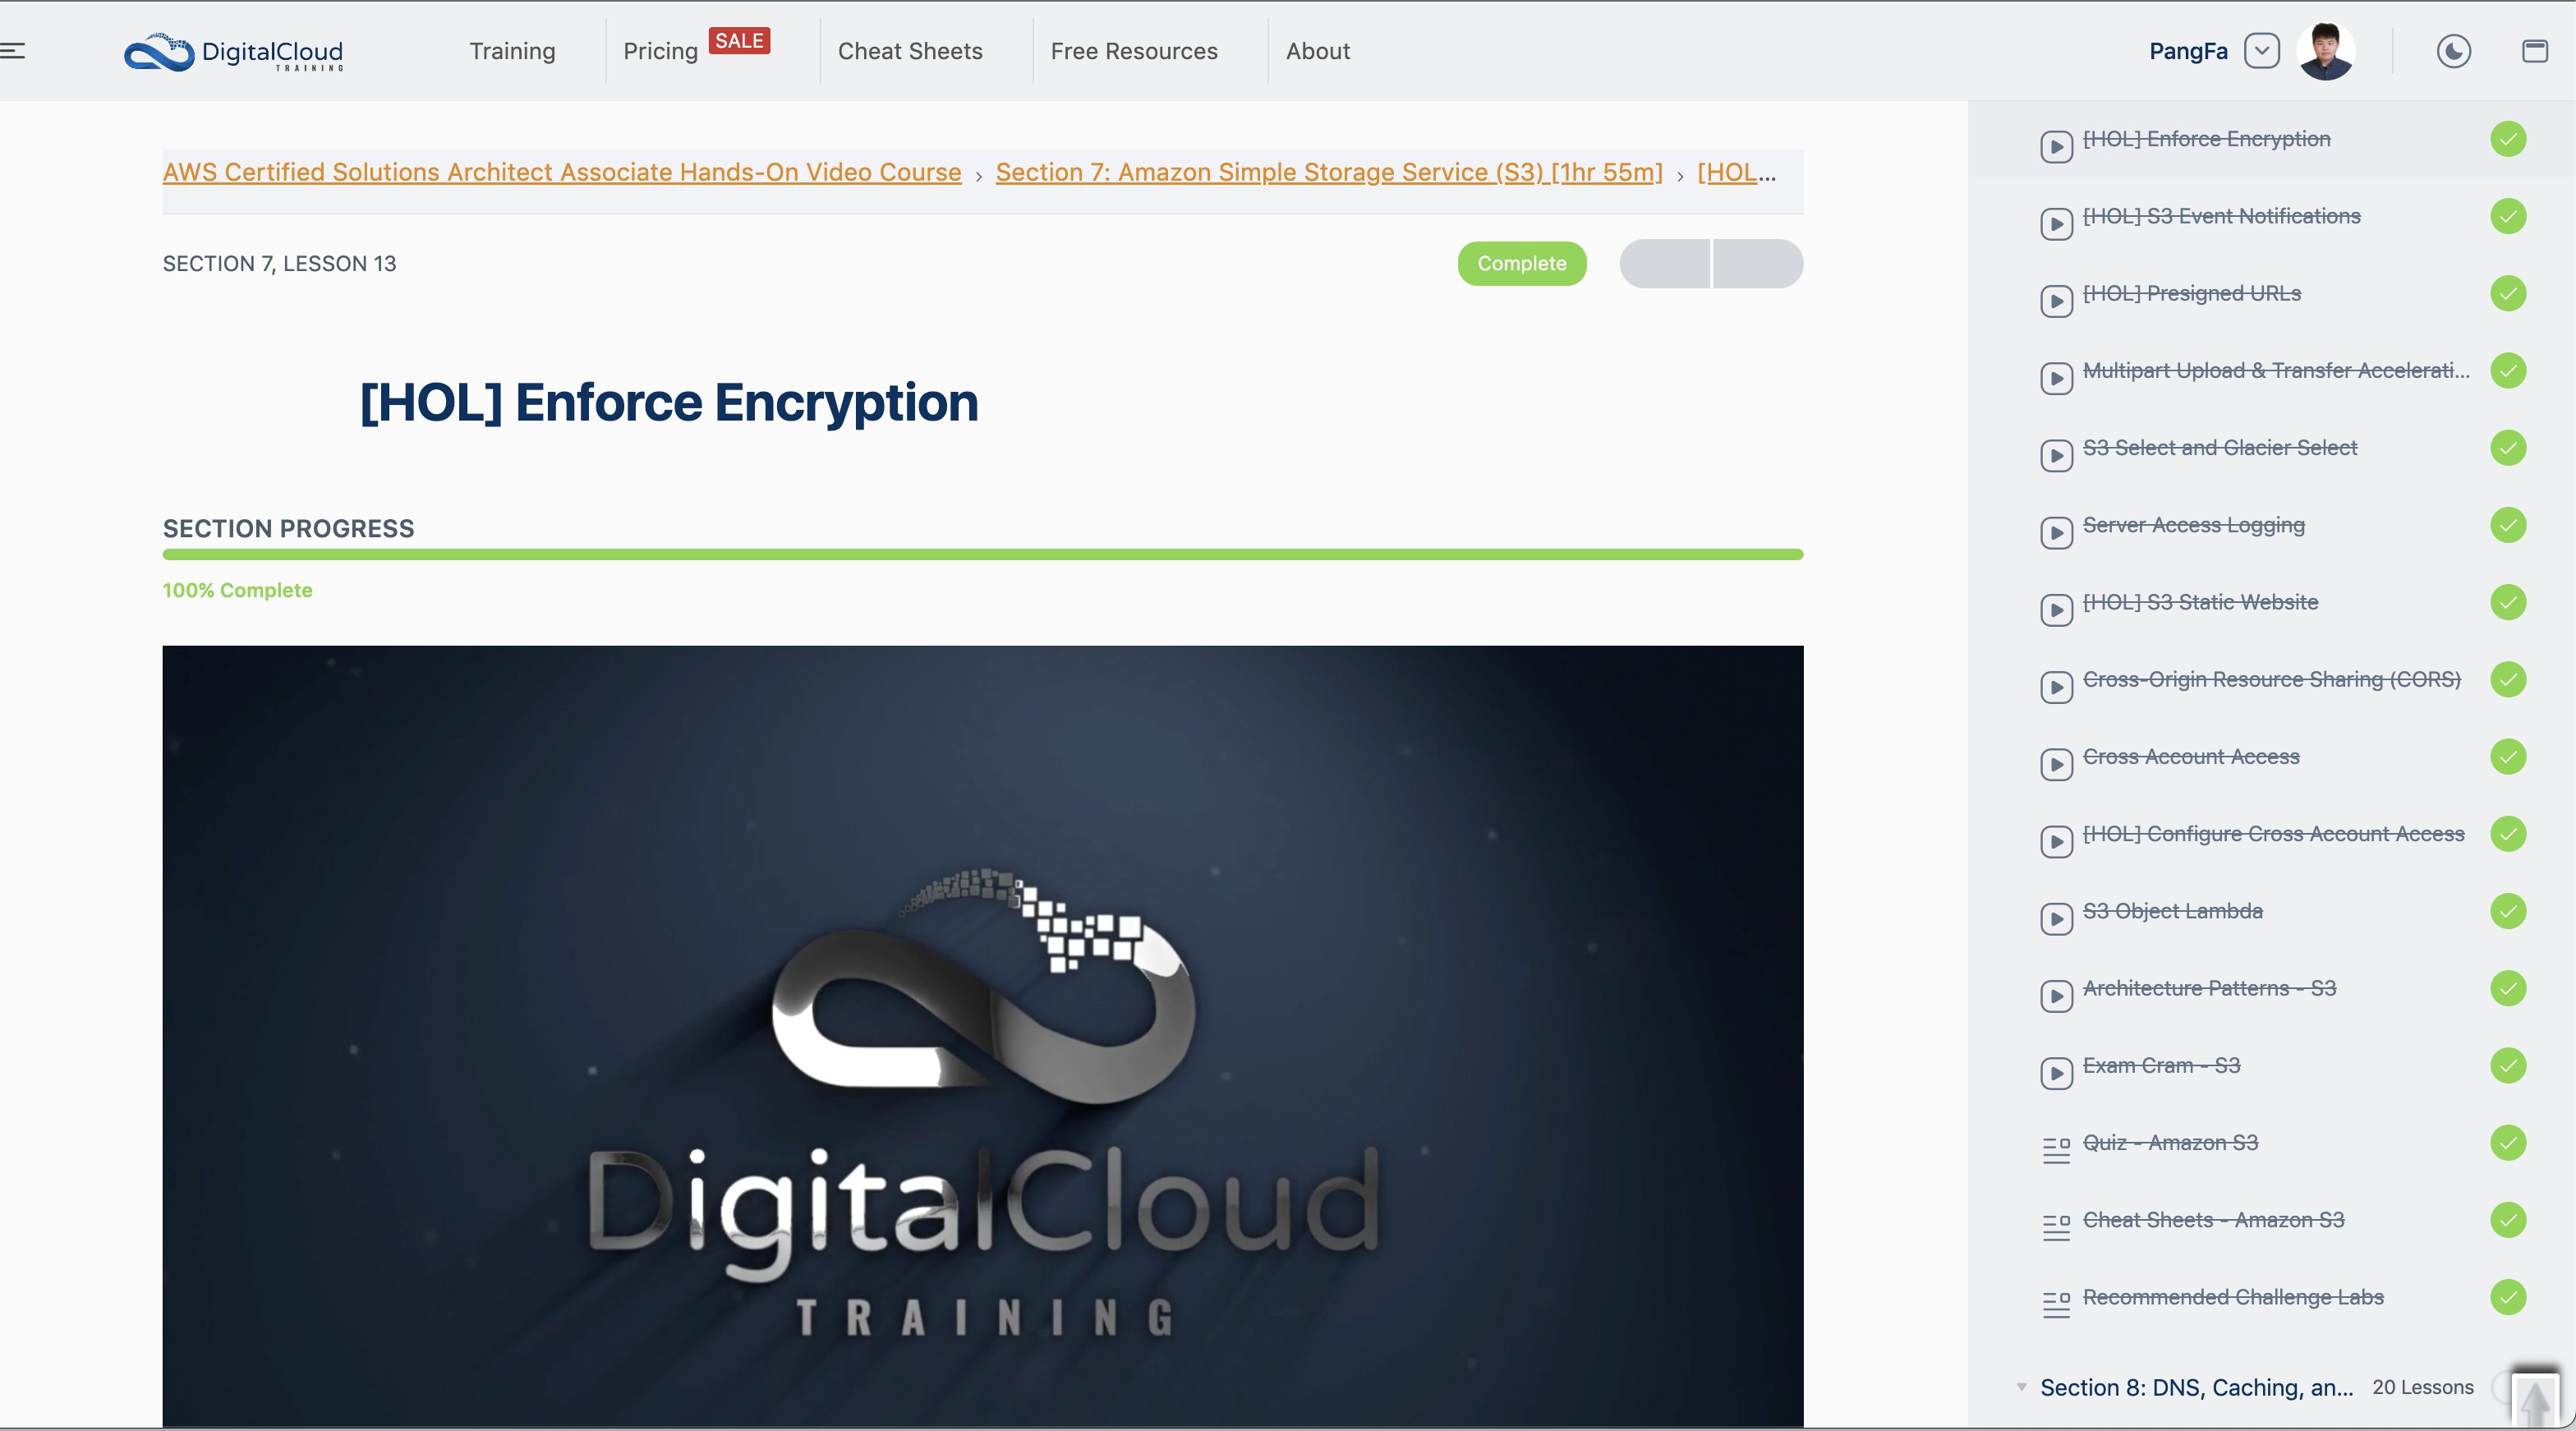 DigitalCloud
TRAINING
Training
Pricing
SALE
Cheat Sheets
Free Resources
About
PangFa
AWS Certified Solutions Architect Associate Hands-On Video Course › Section 7: Amazon Simple Storage Service (S3) [1hr 55m] › [HOL...
SECTION 7, LESSON 13
Complete
[HOL] Enforce Encryption
SECTION PROGRESS
100% Complete
DigitalCloud
TRAINING
[HOL] Enforce Encryption
[HOL] S3 Event Notifications
[HOL] Presigned URLs
Multipart Upload & Transfer Accelerati...
S3 Select and Glacier Select
Server Access Logging
[HOL] S3 Static Website
Cross-Origin Resource Sharing (CORS)
Cross Account Access
[HOL] Configure Cross Account Access
S3 Object Lambda
Architecture Patterns - S3
Exam Cram - S3
Quiz - Amazon S3
Cheat Sheets - Amazon S3
Recommended Challenge Labs
Section 8: DNS, Caching, an... 20 Lessons